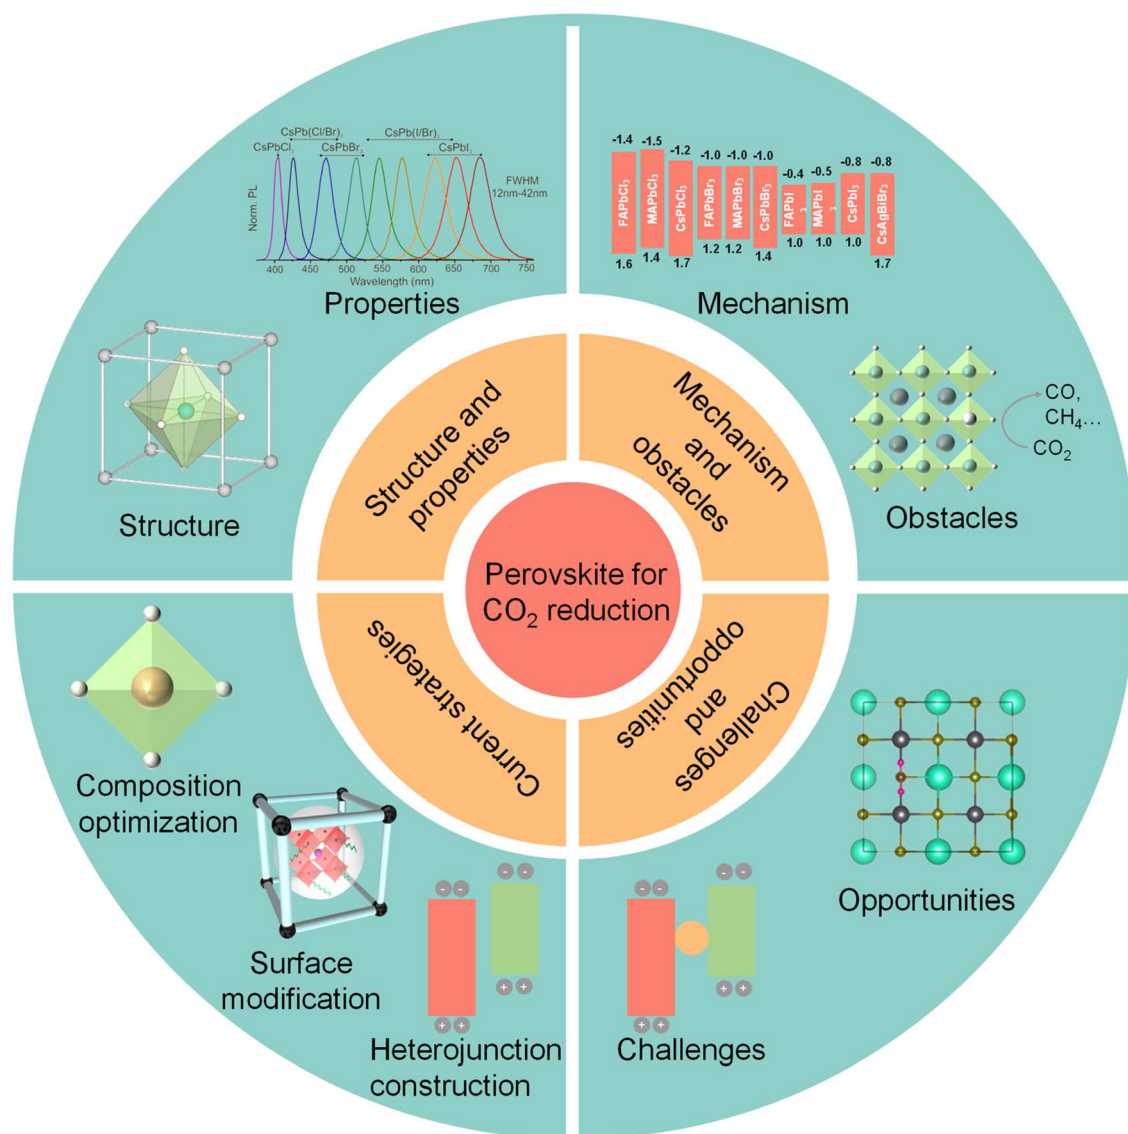 CsPb(Cl/Br)3
CsPb(I/Br)3
CsPbCl3
CsPbBr3
CsPbI3
FWHM
12nm-42nm
Norm. PL
400 450 500 550 600 650 700 750
Wavelength (nm)
Properties
Structure
-1.4 -1.5 -1.2 -1.0 -1.0 -1.0 -0.4 -0.5 -0.8 -0.8
FAPbCl3
MAPbCl3
CsPbCl3
FAPbBr3
MAPbBr3
CsPbBr3
FAPbI3
MAPbI3
CsPbI3
CsAgBiBr3
1.6 1.4 1.7 1.2 1.2 1.4 1.0 1.0 1.0 1.7
Mechanism
CO,
CH4…
CO2
Obstacles
Structure and
properties
Mechanism
and
obstacles
Perovskite for
CO2 reduction
Current strategies
Challenges
and
opportunities
Composition
optimization
Surface
modification
- -
- -
+ +
+ +
Heterojunction
construction
- -
- -
+ +
+ +
Challenges
Opportunities